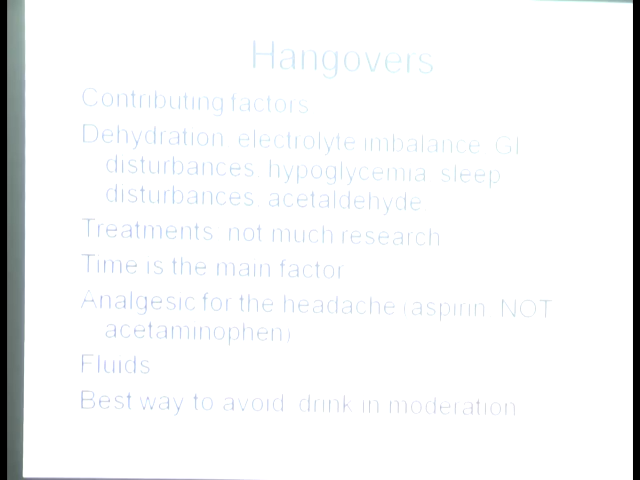 Hangovers
Contributing factors
Dehydration electrolyte imbalance GI
disturbances hypoglycemia sleep
disturbances acetaldehyde
Treatments not much research
Time is the main factor
Analgesic for the headache (aspirin NOT
acetaminophen)
Fluids
Best way to avoid drink in moderation